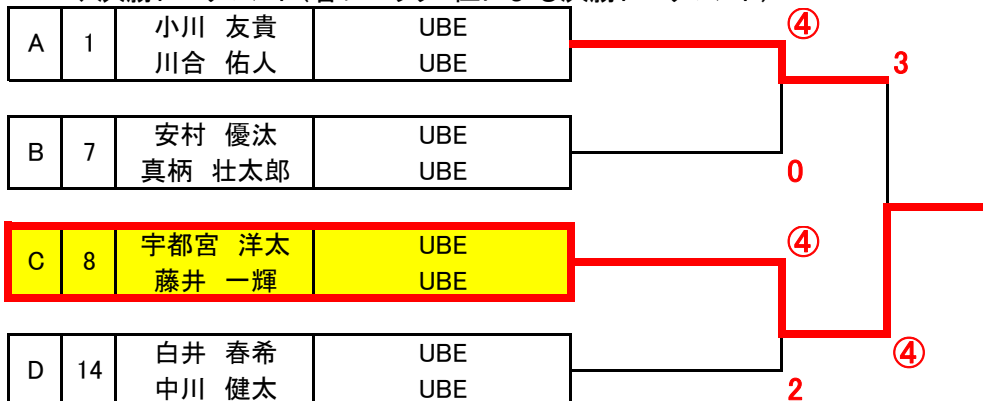 A 1 小川 友貴 UBE ④
川合 佑人 UBE 3
B 7 安村 優汰 UBE
真柄 壮太郎 UBE 0
C 8 宇都宮 洋太 UBE ④
藤井 一輝 UBE
D 14 白井 春希 UBE ④
中川 健太 UBE 2